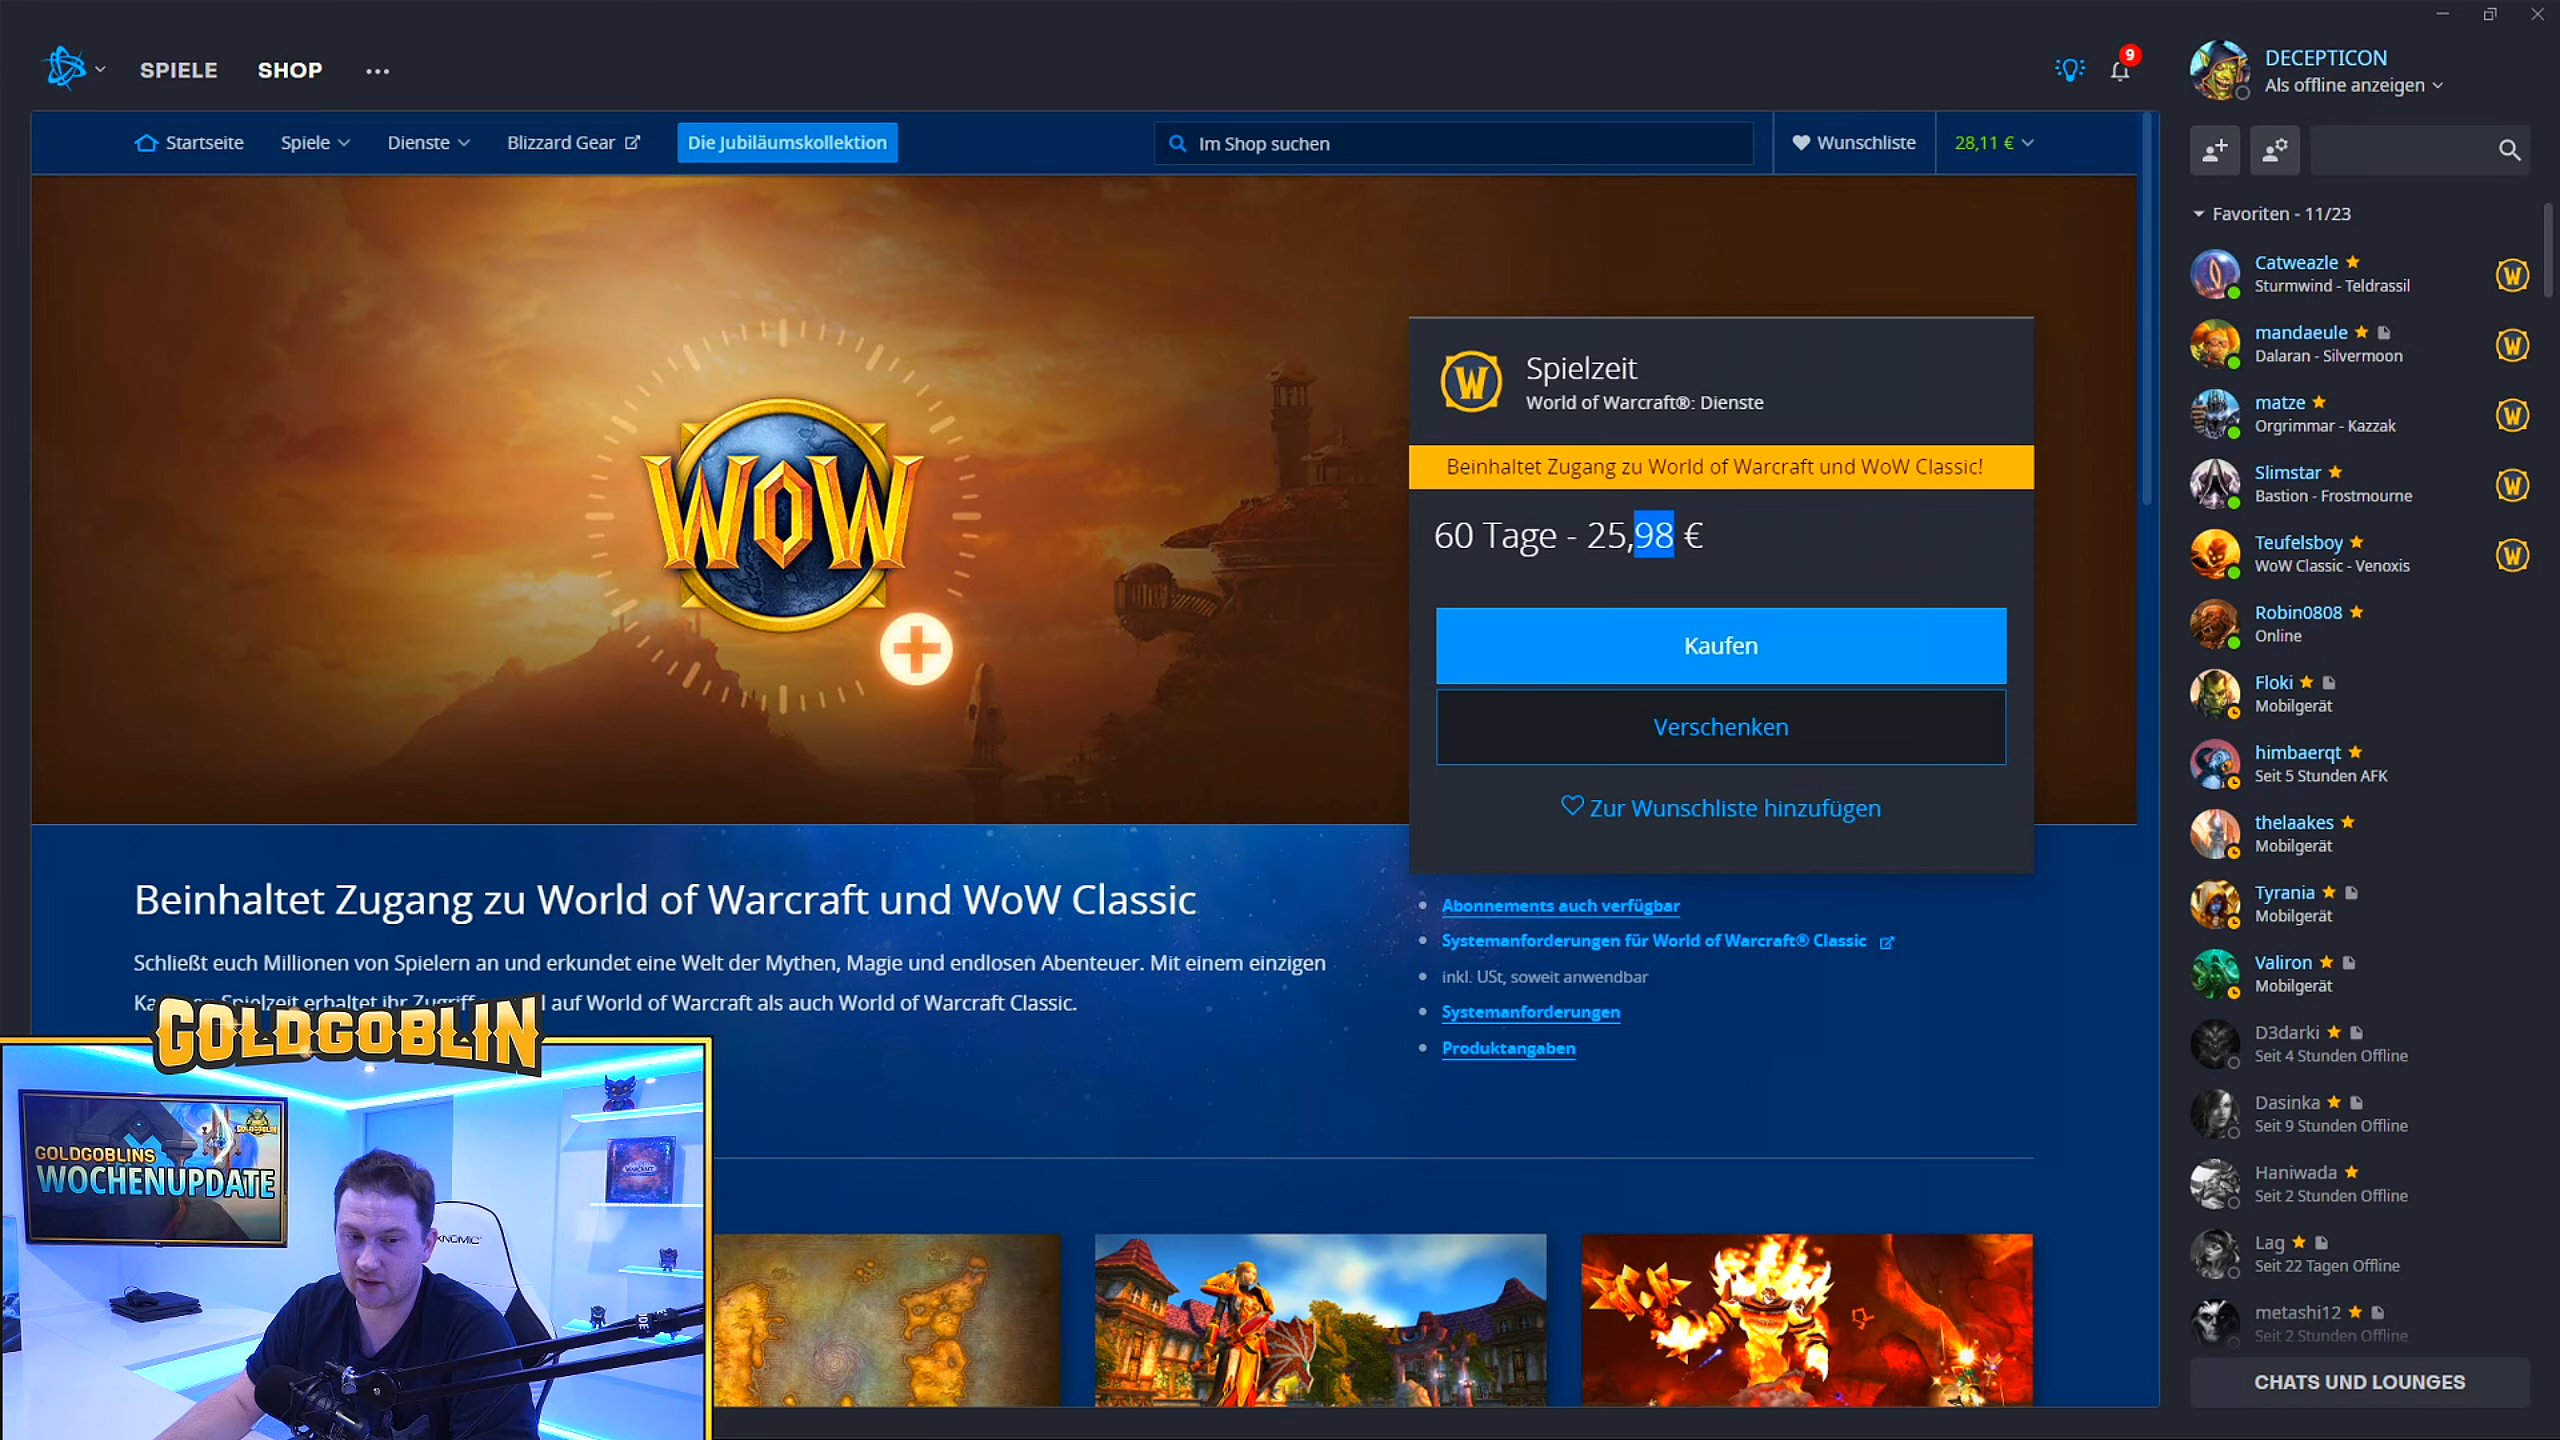 SPIELE
SHOP
9
DECEPTICON
Als offline anzeigen
Startseite
Spiele
Dienste
Blizzard Gear
Die Jubiläumskollektion
Im Shop suchen
Wunschliste
28,11 €
WOW
W
Spielzeit
World of Warcraft®: Dienste
Beinhaltet Zugang zu World of Warcraft und WoW Classic!
60 Tage - 25,98 €
Kaufen
Verschenken
Zur Wunschliste hinzufügen
Beinhaltet Zugang zu World of Warcraft und WoW Classic
Schließt euch Millionen von Spielern an und erkundet eine Welt der Mythen, Magie und endlosen Abenteuer. Mit einem einzigen
Spielzeit erhaltet ihr Zugriff auf World of Warcraft als auch World of Warcraft Classic.
Abonnements auch verfügbar
Systemanforderungen für World of Warcraft® Classic
inkl. USt, soweit anwendbar
Systemanforderungen
Produktangaben
GOLDGOBLIN
GOLDGOBLIN
GOLDGOBLINS
WOCHENUPDATE
WARCRAFT
Favoriten - 11/23
Catweazle
Sturmwind - Teldrassil
W
mandaeule
Dalaran - Silvermoon
W
matze
Orgrimmar - Kazzak
W
Slimstar
Bastion - Frostmourne
W
Teufelsboy
WoW Classic - Venoxis
W
Robin0808
Online
Floki
Mobilgerät
himbaerqt
Seit 5 Stunden AFK
thelaakes
Mobilgerät
Tyrania
Mobilgerät
Valiron
Mobilgerät
D3darki
Seit 4 Stunden Offline
Dasinka
Seit 9 Stunden Offline
Haniwada
Seit 2 Stunden Offline
Lag
Seit 22 Tagen Offline
metashi12
Seit 2 Stunden Offline
CHATS UND LOUNGES